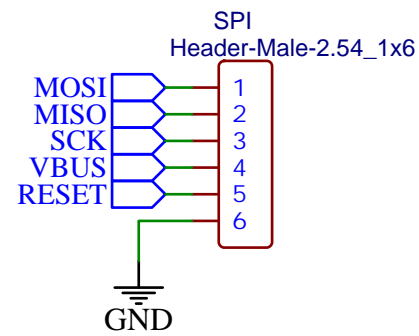 SPI
Header-Male-2.54_1x6
MOSI 1
MISO 2
SCK 3
VBUS 4
RESET 5
6
GND